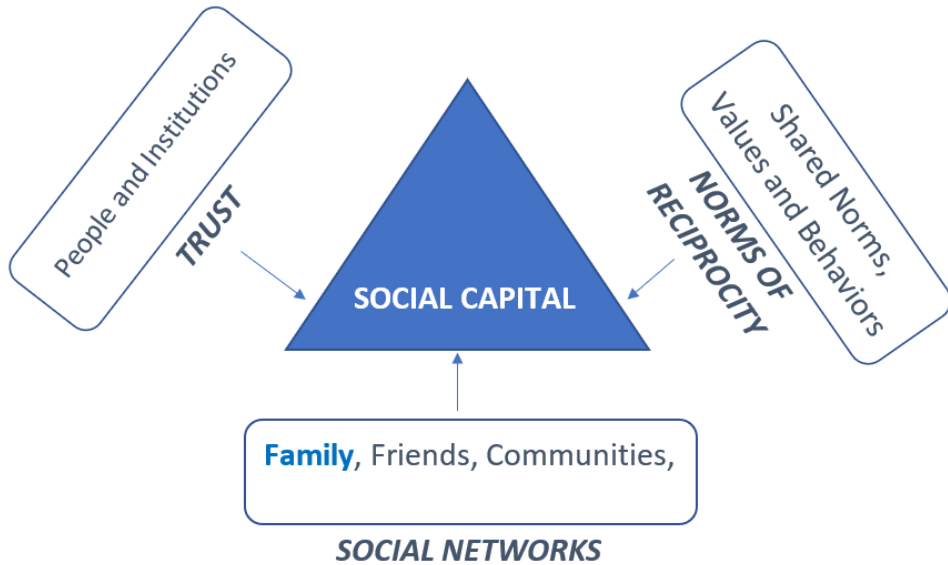 People and Institutions
TRUST
SOCIAL CAPITAL
Shared Norms,
Values and Behaviors
NORMS OF
RECIPROCITY
Family, Friends, Communities,
SOCIAL NETWORKS